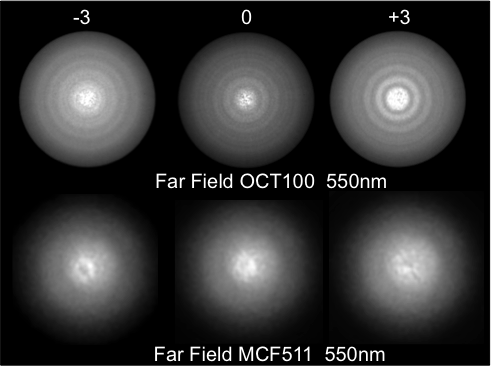 -3 0 +3
Far Field OCT100 550nm
Far Field MCF511 550nm